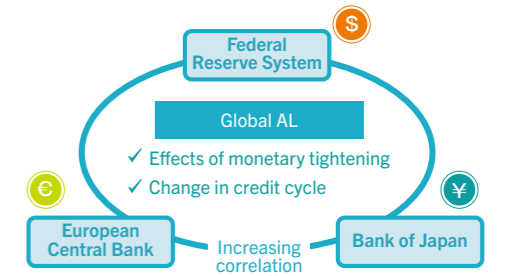 $
Federal
Reserve System
Global AL
✓ Effects of monetary tightening
✓ Change in credit cycle
€
¥
European
Central Bank
Bank of Japan
Increasing
correlation